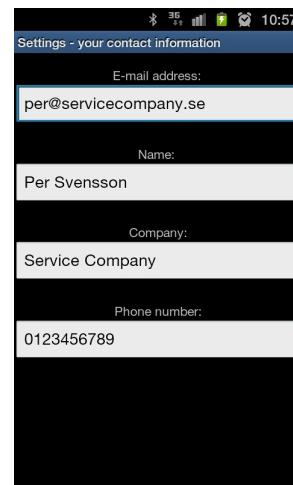 3G 10:57
Settings - your contact information
E-mail address:
per@servicecompany.se
Name:
Per Svensson
Company:
Service Company
Phone number:
0123456789